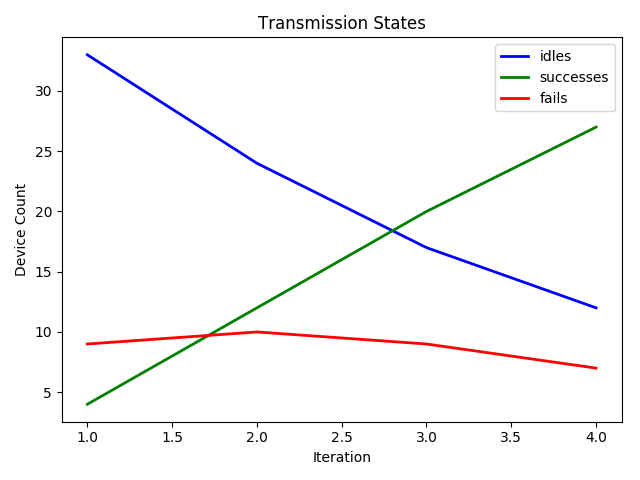 Transmission States
idles
successes
fails
Device Count
30
25
20
15
10
5
1.0 1.5 2.0 2.5 3.0 3.5 4.0
Iteration